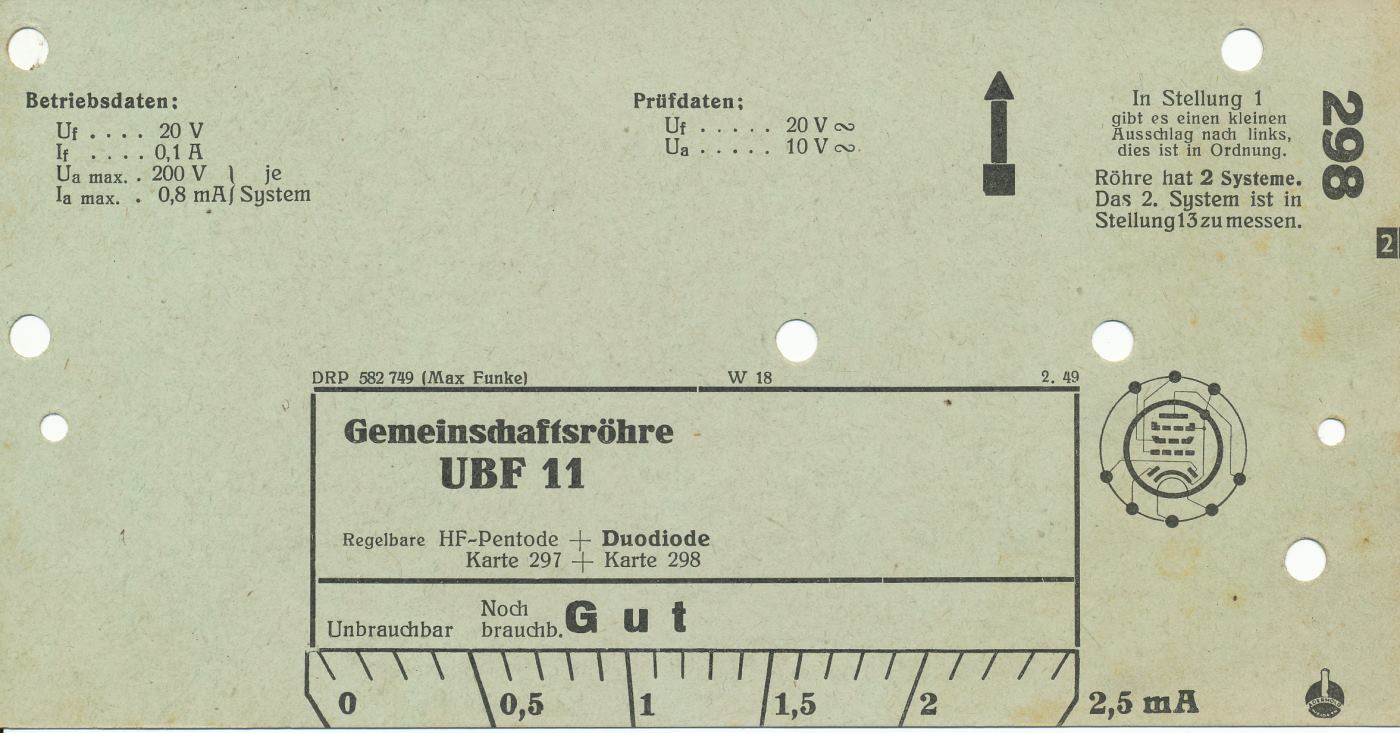 Betriebsdaten:
Uf . . . . 20 V
If . . . . 0,1 A
Ua max. . 200 V } je
Ia max. . 0,8 mA } System
Prüfdaten:
Uf . . . . . 20 V ∾
Ua . . . . . 10 V ∾
In Stellung 1
gibt es einen kleinen
Ausschlag nach links,
dies ist in Ordnung.
Röhre hat 2 Systeme.
Das 2. System ist in
Stellung 13 zu messen.
298
2
DRP 582 749 (Max Funke) W 18 2. 49
Gemeinschaftsröhre
UBF 11
Regelbare HF-Pentode + Duodiode
Karte 297 + Karte 298
Unbrauchbar
Noch
brauchb.
Gut
0 0,5 1 1,5 2 2,5 mA